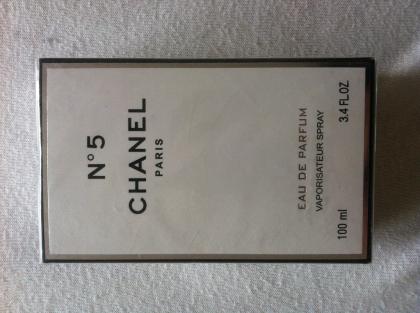 N°5
CHANEL
PARIS
EAU DE PARFUM
VAPORISATEUR SPRAY
100 ml 3.4 FL.OZ.